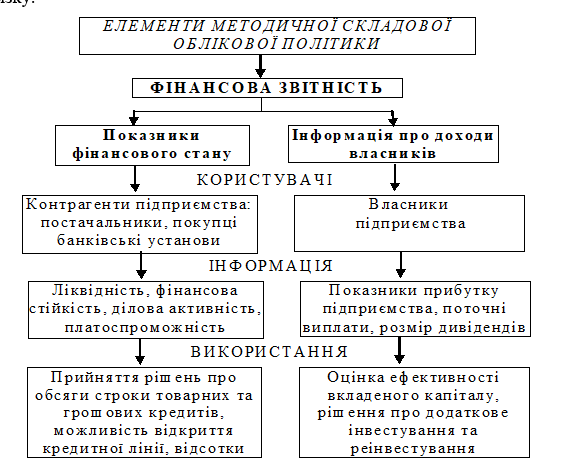 зку.
ЕЛЕМЕНТИ МЕТОДИЧНОЇ СКЛАДОВОЇ
ОБЛІКОВОЇ ПОЛІТИКИ
ФІНАНСОВА ЗВІТНІСТЬ
Показники
фінансового стану
Інформація про доходи
власників
КОРИСТУВАЧІ
Контрагенти підприємства:
постачальники, покупці
банківські установи
Власники
підприємства
ІНФОРМАЦІЯ
Ліквідність, фінансова
стійкість, ділова активність,
платоспроможність
Показники прибутку
підприємства, поточні
виплати, розмір дивідендів
ВИКОРИСТАННЯ
Прийняття рішень про
обсяги строки товарних та
грошових кредитів,
можливість відкриття
кредитної лінії, відсотки
Оцінка ефективності
вкладеного капіталу,
рішення про додаткове
інвестування та
реінвестування